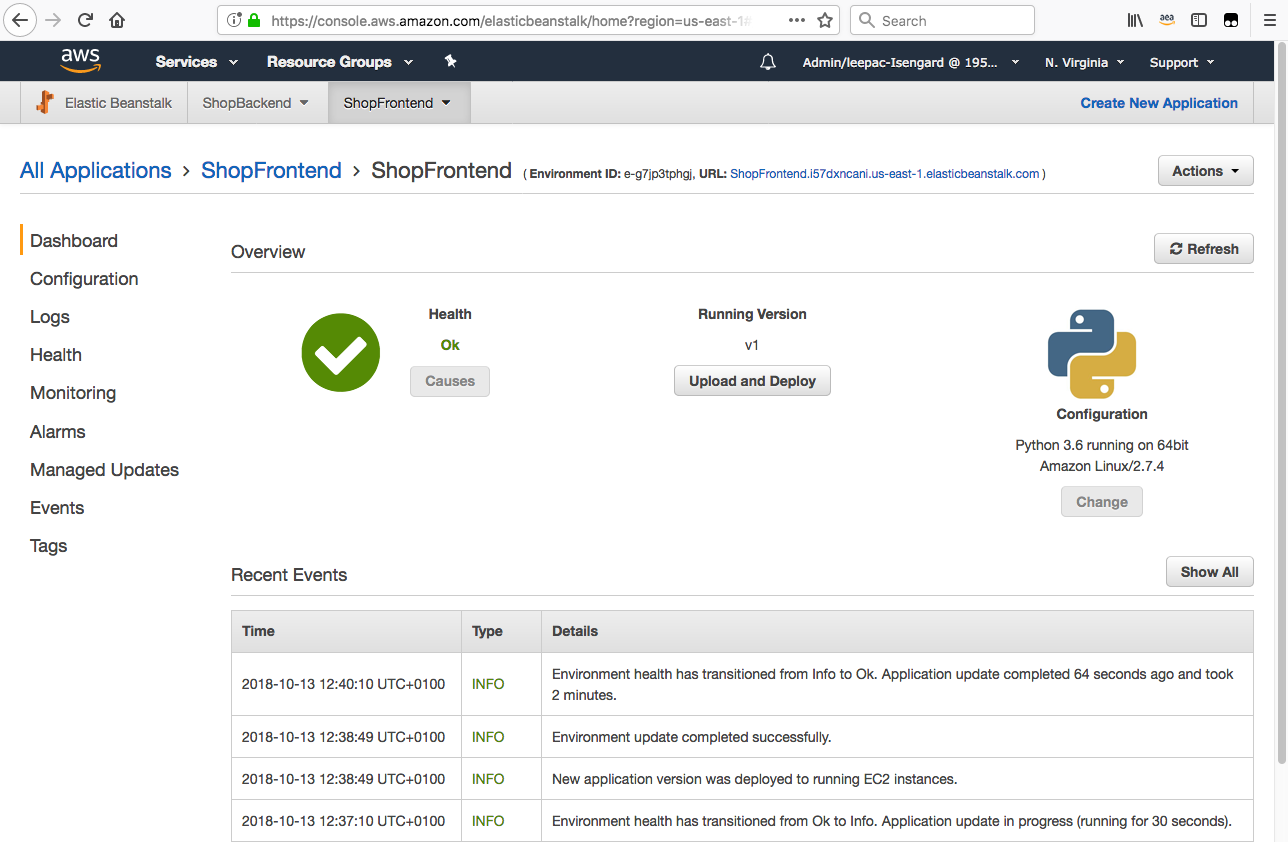 https://console.aws.amazon.com/elasticbeanstalk/home?region=us-east-1#
Search
aea
aws
Services
Resource Groups
Admin/leepac-Isengard @ 195...
N. Virginia
Support
Elastic Beanstalk
ShopBackend
ShopFrontend
Create New Application
All Applications › ShopFrontend › ShopFrontend ( Environment ID: e-g7jp3tphgj, URL: ShopFrontend.i57dxncani.us-east-1.elasticbeanstalk.com )
Actions
Dashboard
Configuration
Logs
Health
Monitoring
Alarms
Managed Updates
Events
Tags
Overview
Refresh
Health
Ok
Causes
Running Version
v1
Upload and Deploy
Configuration
Python 3.6 running on 64bit
Amazon Linux/2.7.4
Change
Recent Events
Show All
Time Type Details
2018-10-13 12:40:10 UTC+0100 INFO Environment health has transitioned from Info to Ok. Application update completed 64 seconds ago and took
2 minutes.
2018-10-13 12:38:49 UTC+0100 INFO Environment update completed successfully.
2018-10-13 12:38:49 UTC+0100 INFO New application version was deployed to running EC2 instances.
2018-10-13 12:37:10 UTC+0100 INFO Environment health has transitioned from Ok to Info. Application update in progress (running for 30 seconds).